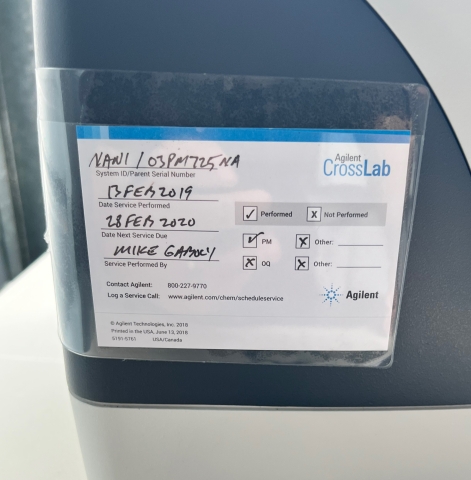 NANI / 03PM725NA
System ID/Parent Serial Number
Agilent
CrossLab
13 FEB 2019
Date Service Performed
Performed
Not Performed
28 FEB 2020
Date Next Service Due
PM
Other:
MIKE
Service Performed By
OQ
Other:
Contact Agilent: 800-227-9770
Log a Service Call: www.agilent.com/chem/scheduleservice
Agilent
© Agilent Technologies, Inc. 2018
Printed in the USA, June 13, 2018
5791-5761 USA/Canada